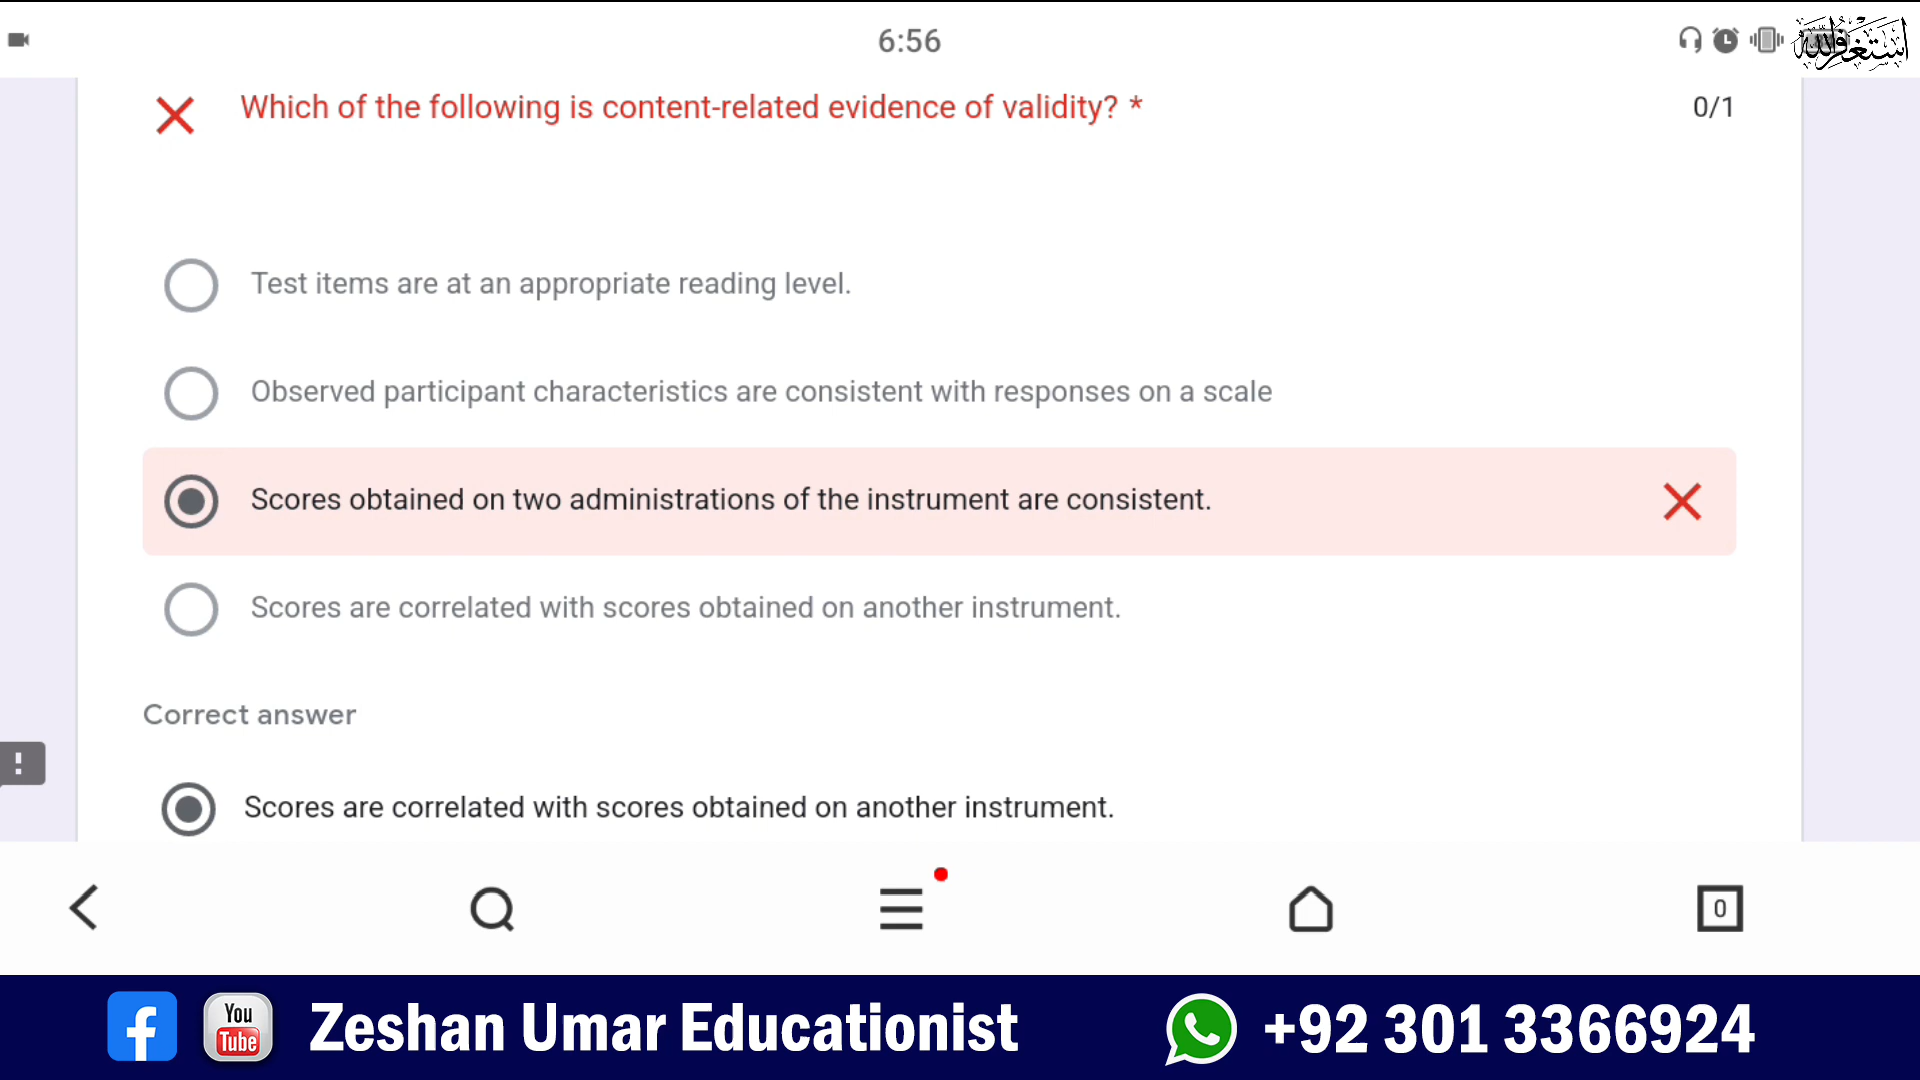 6:56
استغفر الله
Which of the following is content-related evidence of validity? *
0/1
Test items are at an appropriate reading level.
Observed participant characteristics are consistent with responses on a scale
Scores obtained on two administrations of the instrument are consistent.
Scores are correlated with scores obtained on another instrument.
Correct answer
Scores are correlated with scores obtained on another instrument.
0
You
Tube
Zeshan Umar Educationist
+92 301 3366924